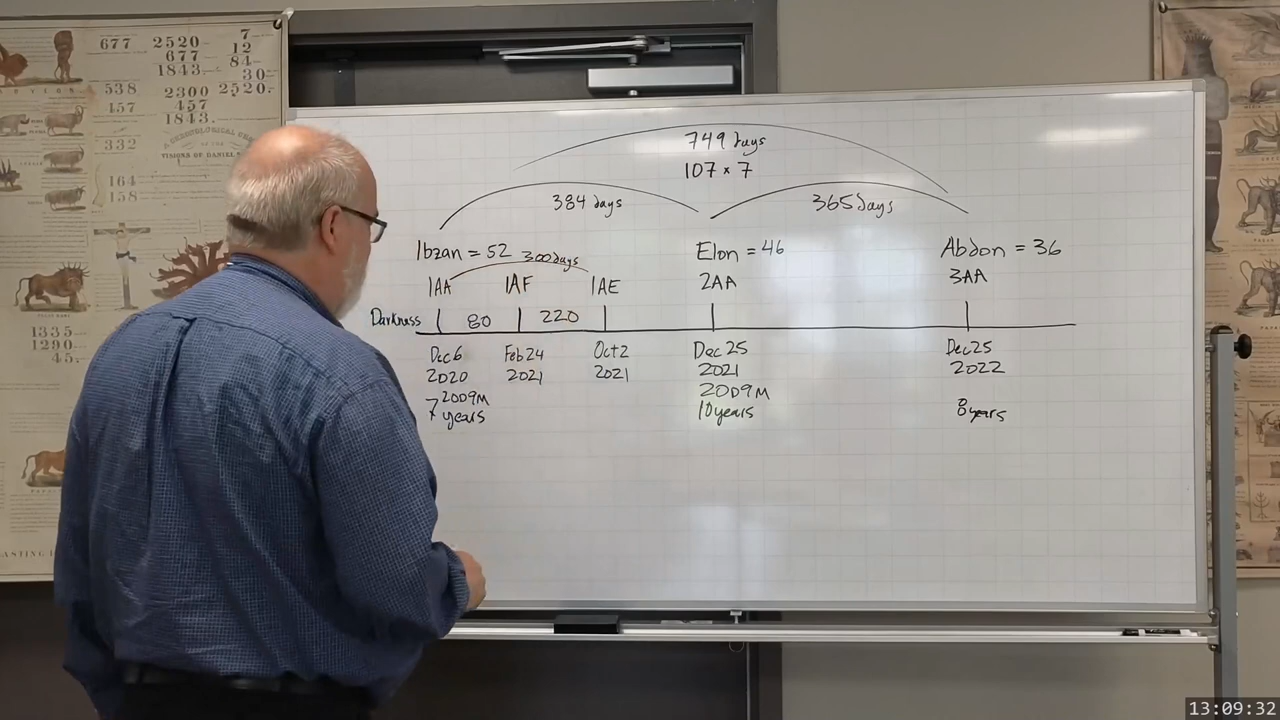 677 2520 7
677 12
1843. 84
30
538 2300 2520.
457 457
1843.
332
VISIONS OF DANIEL
164
158
1335
1290
45.
749 days
107 × 7
384 days 365 days
Ibzan = 52 300 days Elon = 46 Abdon = 36
1AA 1AF 1AE 2AA 3AA
Darkness 80 220
Dec 6 Feb 24 Oct 2 Dec 25 Dec 25
2020 2021 2021 2021 2022
2009M 2009M
7 years 10 years 8 years
13:09:32